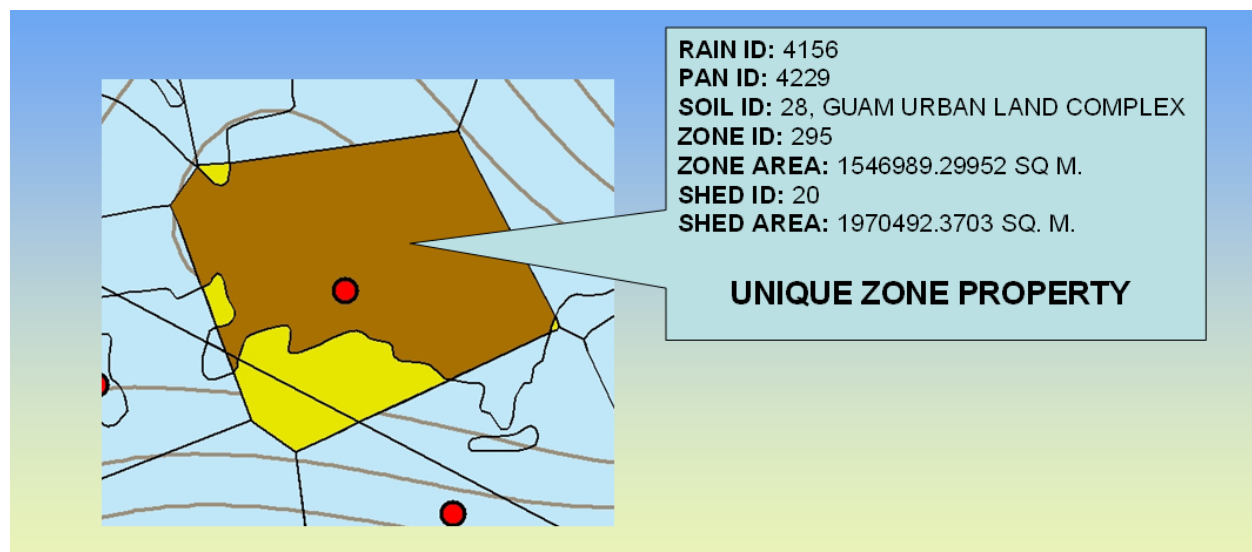 RAIN ID: 4156
PAN ID: 4229
SOIL ID: 28, GUAM URBAN LAND COMPLEX
ZONE ID: 295
ZONE AREA: 1546989.29952 SQ M.
SHED ID: 20
SHED AREA: 1970492.3703 SQ. M.
UNIQUE ZONE PROPERTY